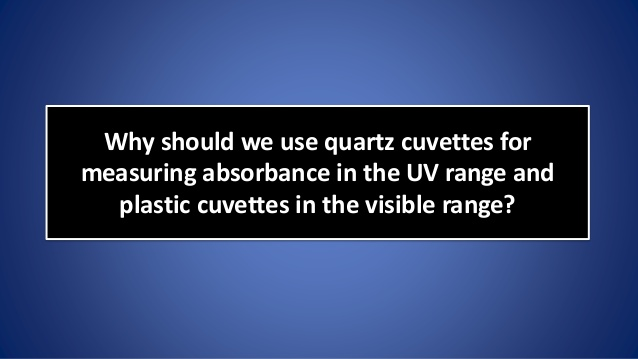 Why should we use quartz cuvettes for
measuring absorbance in the UV range and
plastic cuvettes in the visible range?